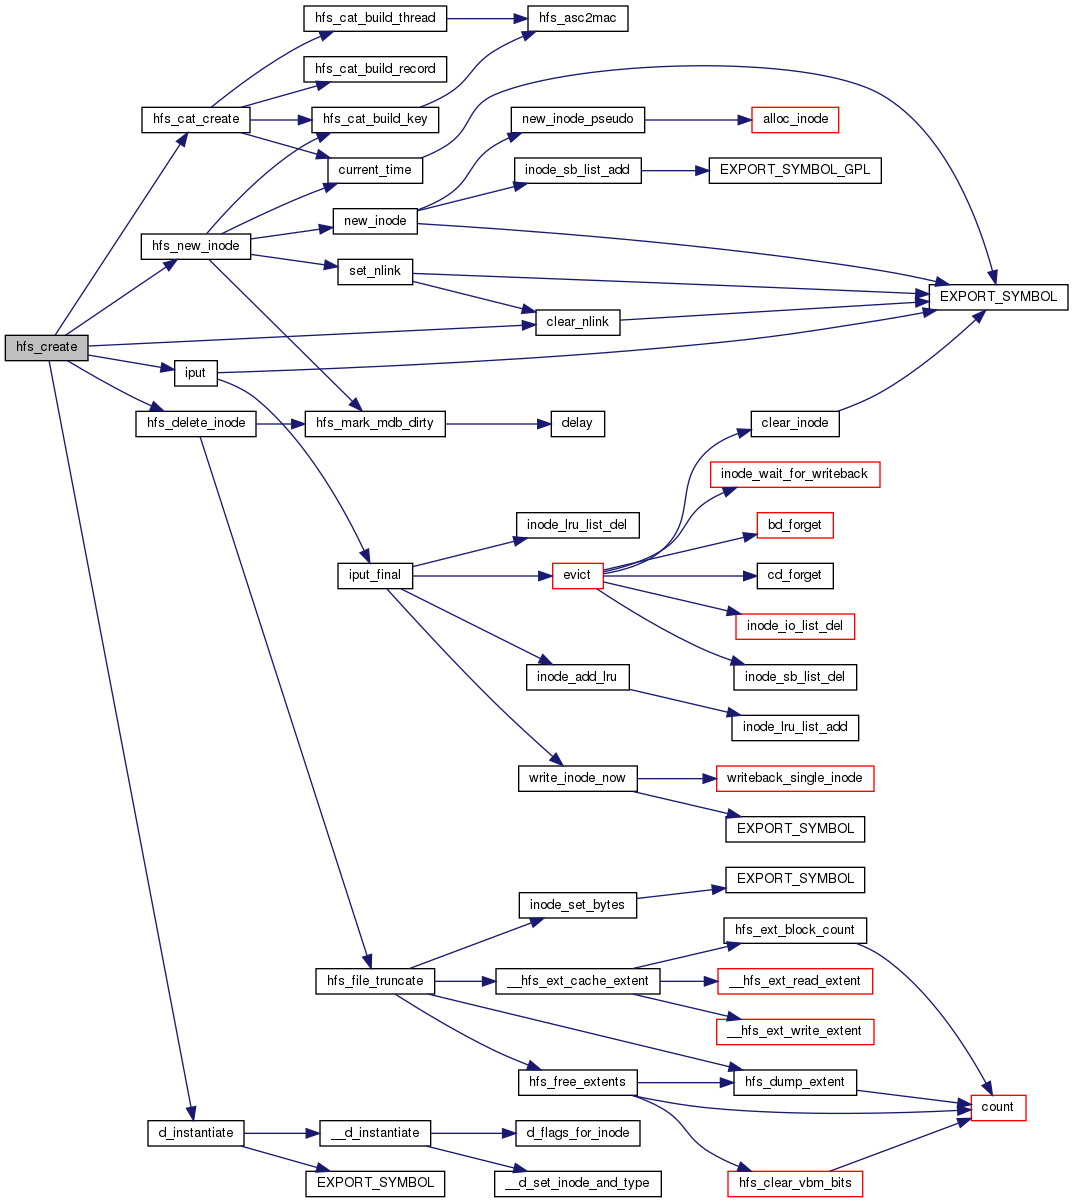 hfs_cat_build_thread
hfs_asc2mac
hfs_cat_build_record
hfs_cat_create
hfs_cat_build_key
new_inode_pseudo
alloc_inode
current_time
inode_sb_list_add
EXPORT_SYMBOL_GPL
new_inode
hfs_new_inode
set_nlink
EXPORT_SYMBOL
clear_nlink
hfs_create
iput
hfs_delete_inode
hfs_mark_mdb_dirty
delay
clear_inode
inode_wait_for_writeback
inode_lru_list_del
bd_forget
iput_final
evict
cd_forget
inode_io_list_del
inode_add_lru
inode_sb_list_del
inode_lru_list_add
write_inode_now
writeback_single_inode
EXPORT_SYMBOL
EXPORT_SYMBOL
inode_set_bytes
hfs_ext_block_count
hfs_file_truncate
__hfs_ext_cache_extent
__hfs_ext_read_extent
__hfs_ext_write_extent
hfs_free_extents
hfs_dump_extent
count
d_instantiate
__d_instantiate
d_flags_for_inode
EXPORT_SYMBOL
__d_set_inode_and_type
hfs_clear_vbm_bits